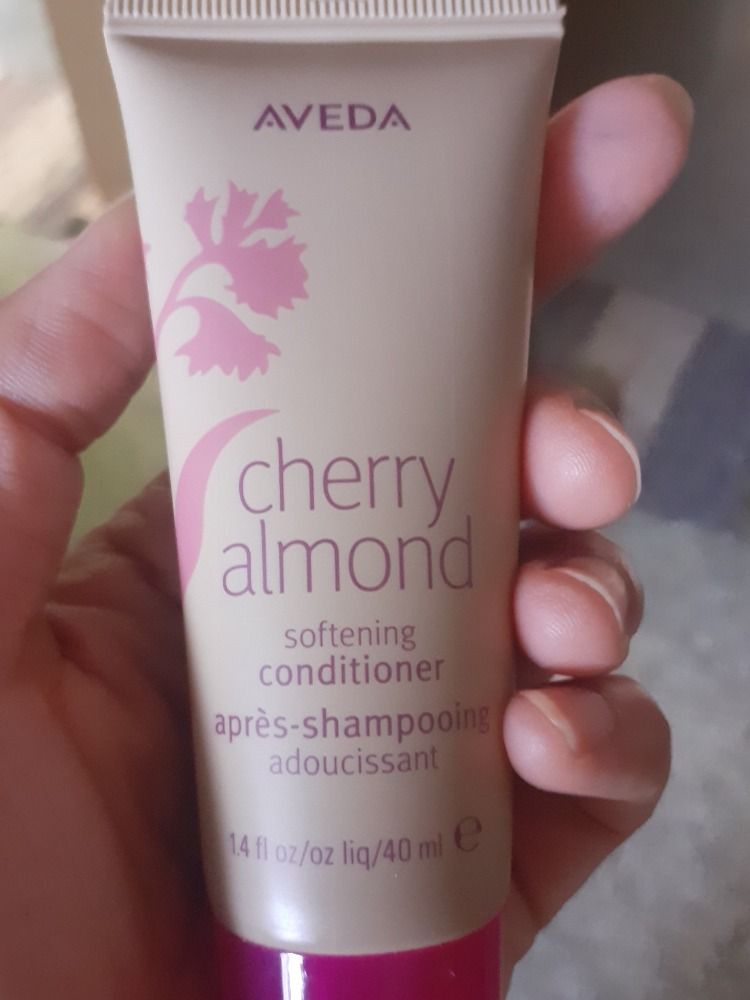 AVEDA
cherry
almond
softening
conditioner
après-shampooing
adoucissant
1.4 fl oz/oz liq/40 ml e